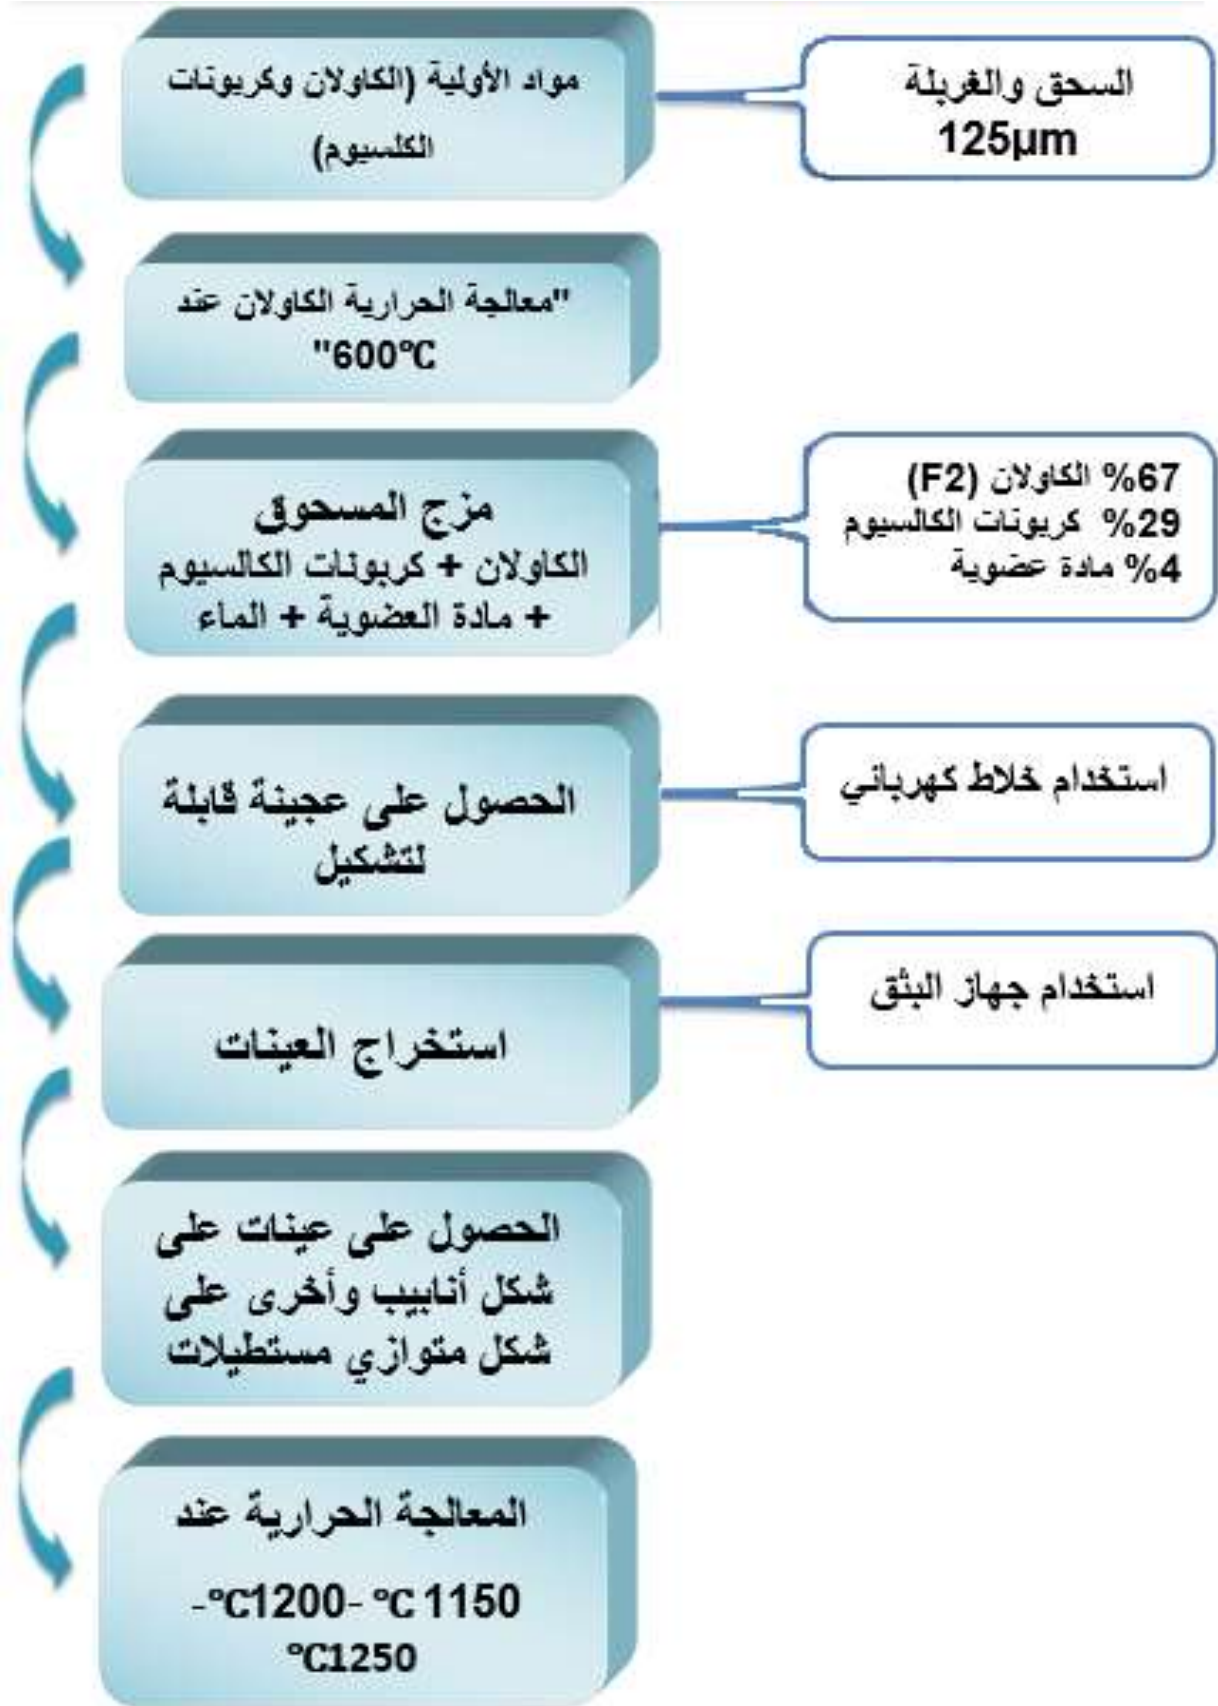 مواد الأولية (الكاولان وكربونات
الكلسيوم)
السحق والغربلة
125µm
"معالجة الحرارية الكاولان عند
600℃"
مزج المسحوق
الكاولان + كربونات الكالسيوم
+ مادة العضوية + الماء
%67 الكاولان (F2)
%29 كربونات الكالسيوم
%4 مادة عضوية
الحصول على عجينة قابلة
لتشكيل
استخدام خلاط كهربائي
استخراج العينات
استخدام جهاز البثق
الحصول على عينات على
شكل أنابيب وأخرى على
شكل متوازي مستطيلات
المعالجة الحرارية عند
1150 ℃ -1200℃-
1250℃